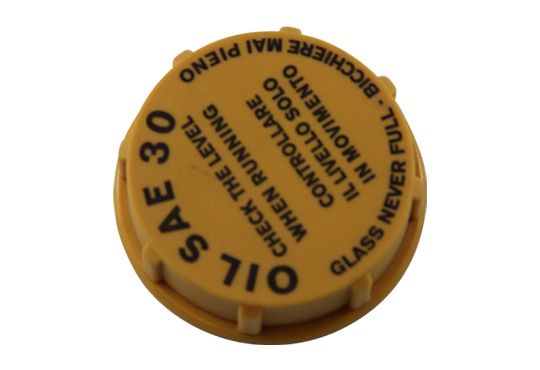 OIL SAE 30
CHECK THE LEVEL
WHEN RUNNING
CONTROLLARE
IL LIVELLO SOLO
IN MOVIMENTO
GLASS NEVER FULL - BICCHIERE MAI PIENO